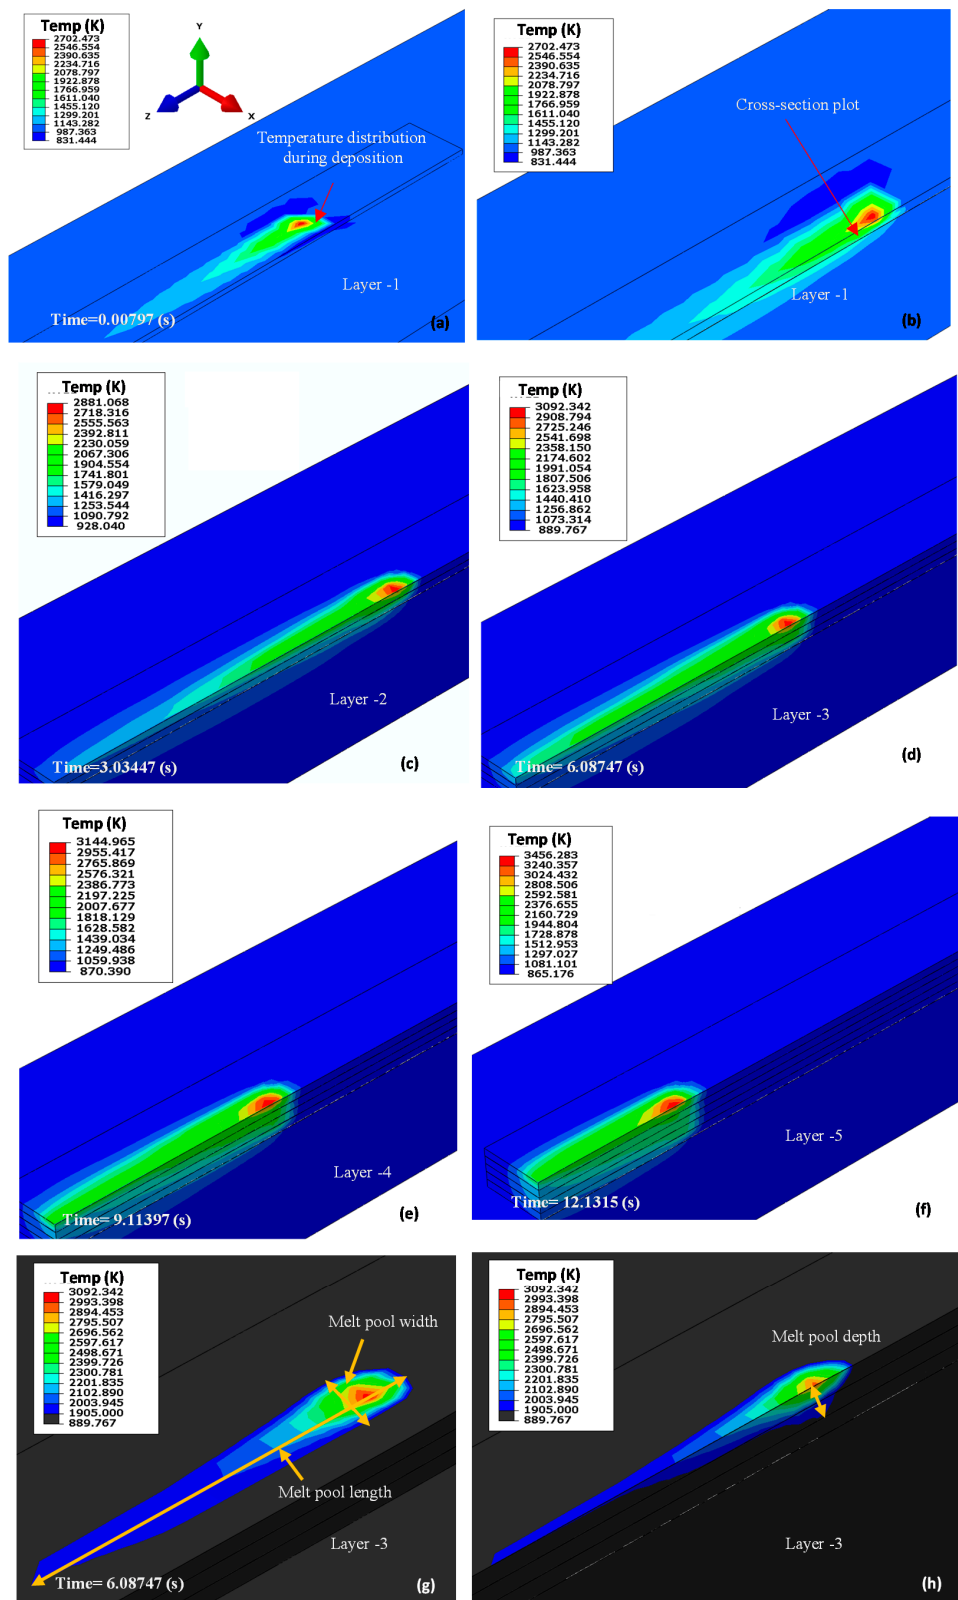 Temp (K)
2702.473
2546.554
2390.635
2234.716
2078.797
1922.878
1766.959
1611.040
1455.120
1299.201
1143.282
987.363
831.444
Y
Z
X
Temperature distribution
during deposition
Layer -1
Time=0.00797 (s)
(a)
Temp (K)
2702.473
2546.554
2390.635
2234.716
2078.797
1922.878
1766.959
1611.040
1455.120
1299.201
1143.282
987.363
831.444
Cross-section plot
Layer -1
(b)
Temp (K)
2881.068
2718.316
2555.563
2392.811
2230.059
2067.306
1904.554
1741.801
1579.049
1416.297
1253.544
1090.792
928.040
Layer -2
Time=3.03447 (s)
(c)
Temp (K)
3092.342
2908.794
2725.246
2541.698
2358.150
2174.602
1991.054
1807.506
1623.958
1440.410
1256.862
1073.314
889.767
Layer -3
Time= 6.08747 (s)
(d)
Temp (K)
3144.965
2955.417
2765.869
2576.321
2386.773
2197.225
2007.677
1818.129
1628.582
1439.034
1249.486
1059.938
870.390
Layer -4
Time= 9.11397 (s)
(e)
Temp (K)
3456.283
3240.357
3024.432
2808.506
2592.581
2376.655
2160.729
1944.804
1728.878
1512.953
1297.027
1081.101
865.176
Layer -5
Time= 12.1315 (s)
(f)
Temp (K)
3092.342
2993.398
2894.453
2795.507
2696.562
2597.617
2498.671
2399.726
2300.781
2201.835
2102.890
2003.945
1905.000
889.767
Melt pool width
Melt pool length
Layer -3
Time= 6.08747 (s)
(g)
Temp (K)
3092.342
2993.398
2894.453
2795.507
2696.562
2597.617
2498.671
2399.726
2300.781
2201.835
2102.890
2003.945
1905.000
889.767
Melt pool depth
Layer -3
(h)